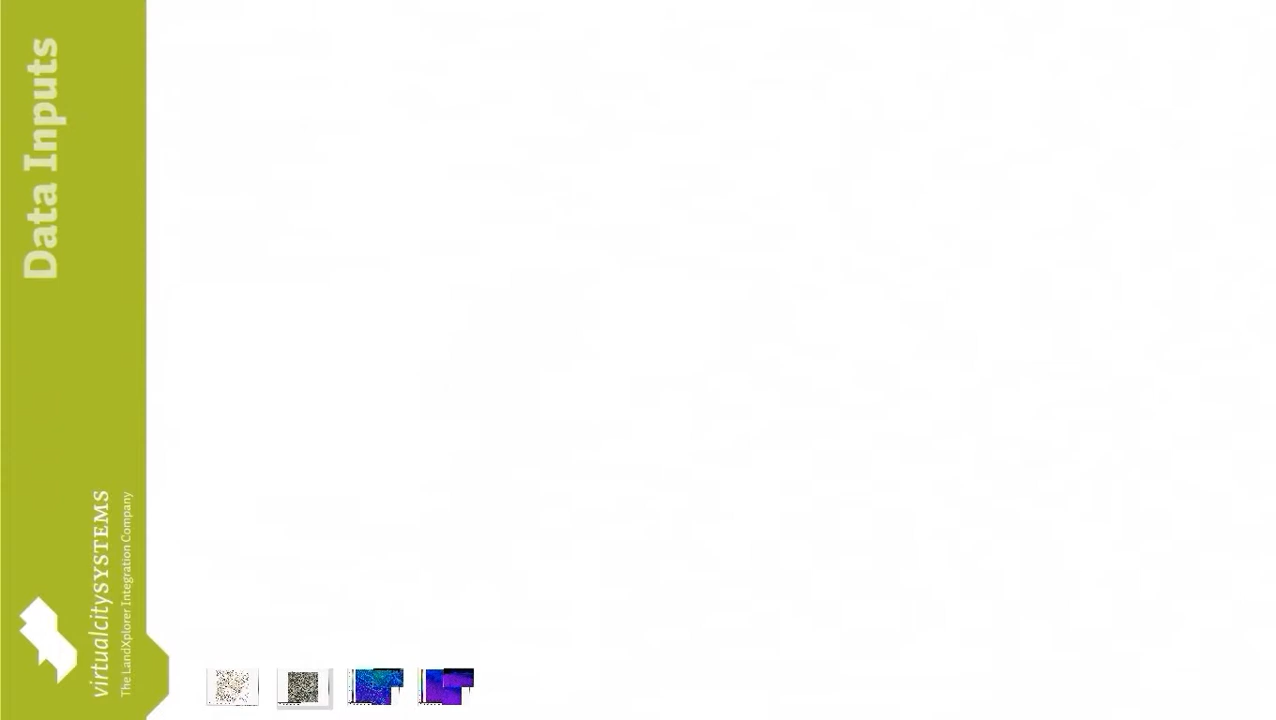 Data Inputs
virtualcitySYSTEMS
The LandXplorer Integration Company